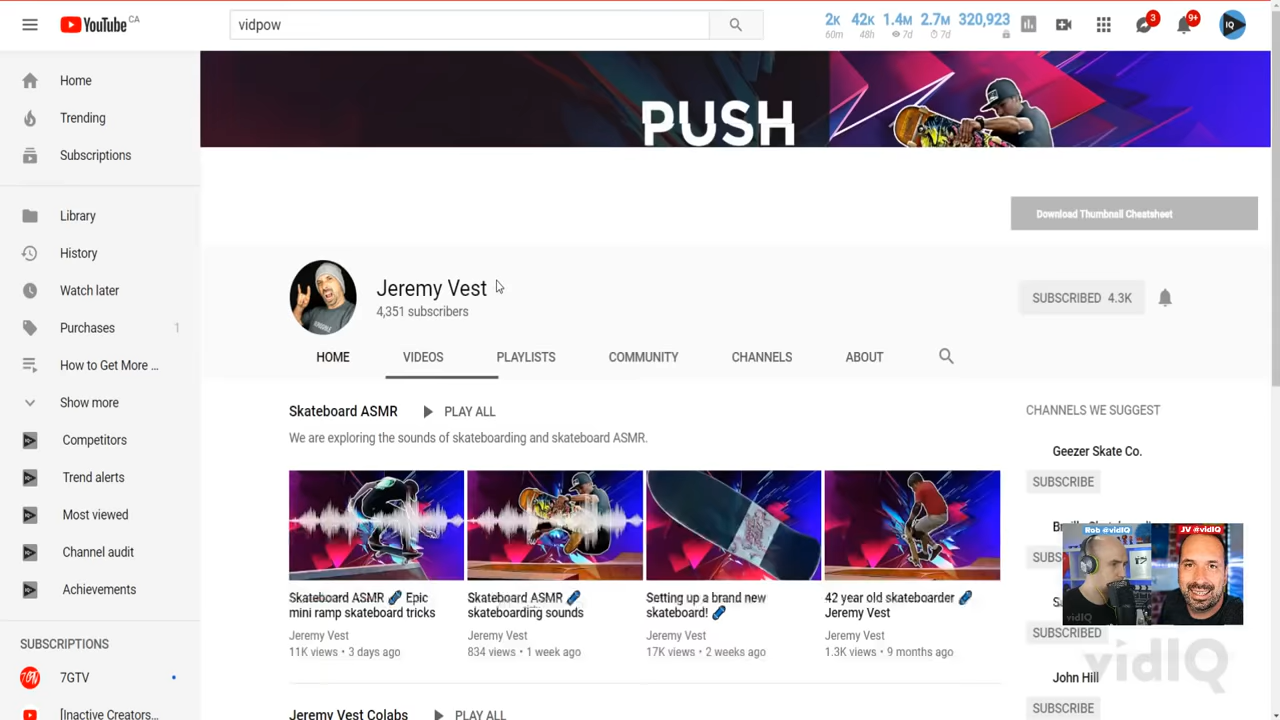 YouTube CA
vidpow
2K 42K 1.4M 2.7M 320,923
60m 48h 7d 7d
3
9+
IQ
Home
Trending
Subscriptions
Library
History
Watch later
Purchases 1
How to Get More ...
Show more
Competitors
Trend alerts
Most viewed
Channel audit
Achievements
SUBSCRIPTIONS
7GTV
[Inactive Creators...
PUSH
Download Thumbnail Cheatsheet
Jeremy Vest
4,351 subscribers
SUBSCRIBED 4.3K
HOME VIDEOS PLAYLISTS COMMUNITY CHANNELS ABOUT
Skateboard ASMR PLAY ALL
We are exploring the sounds of skateboarding and skateboard ASMR.
Skateboard ASMR Epic
mini ramp skateboard tricks
Jeremy Vest
11K views • 3 days ago
Skateboard ASMR
skateboarding sounds
Jeremy Vest
834 views • 1 week ago
Setting up a brand new
skateboard!
Jeremy Vest
17K views • 2 weeks ago
42 year old skateboarder
Jeremy Vest
Jeremy Vest
1.3K views • 9 months ago
Jeremy Vest Colabs PLAY ALL
CHANNELS WE SUGGEST
Geezer Skate Co.
SUBSCRIBE
Rob @vidIQ JV @vidIQ
vidIQ
SUBSCRIBED
John Hill
SUBSCRIBE
vidIQ